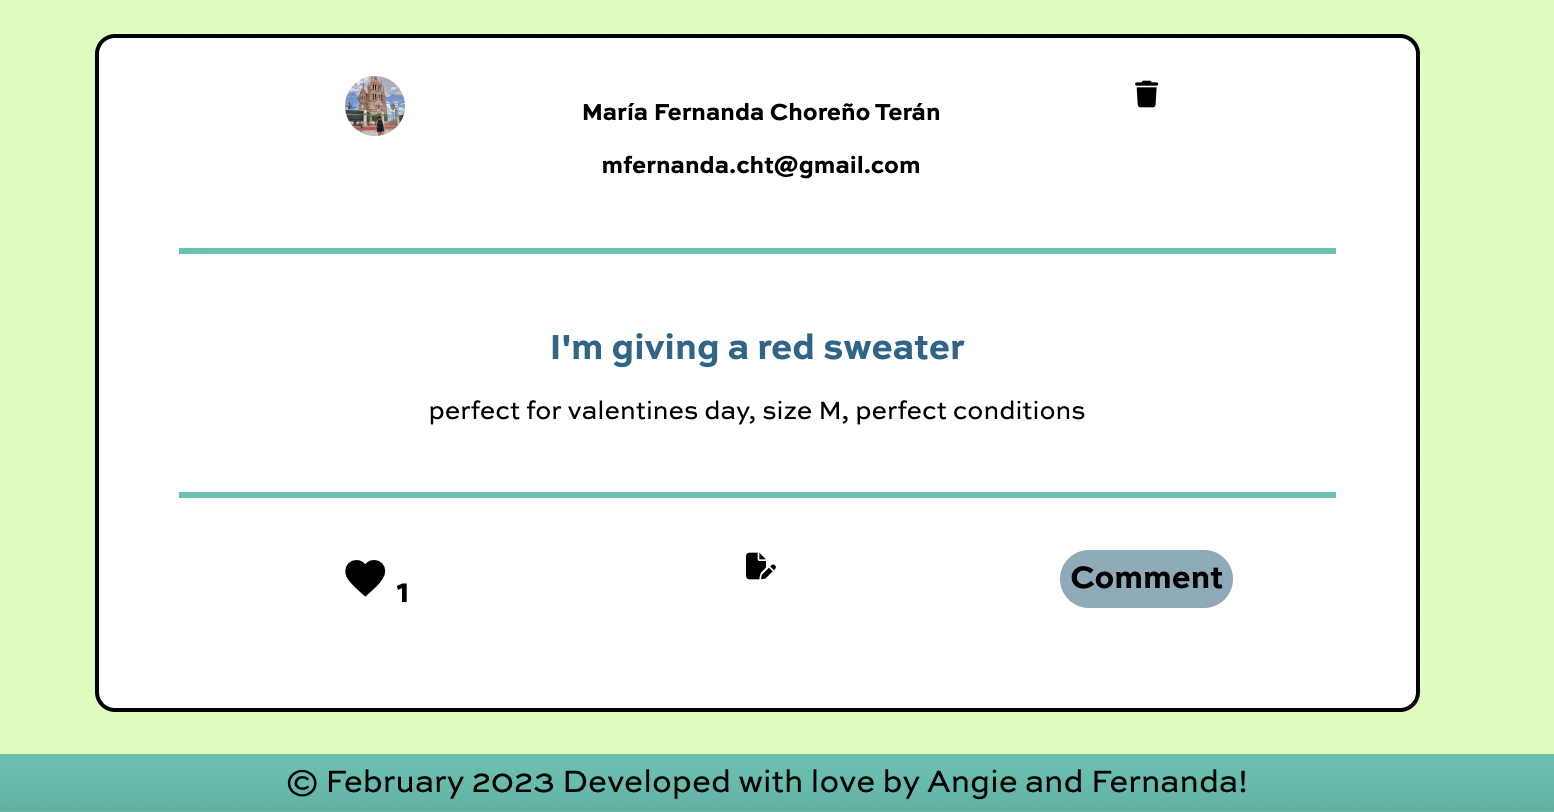 María Fernanda Choreño Terán
mfernanda.cht@gmail.com
I'm giving a red sweater
perfect for valentines day, size M, perfect conditions
1
Comment
© February 2023 Developed with love by Angie and Fernanda!